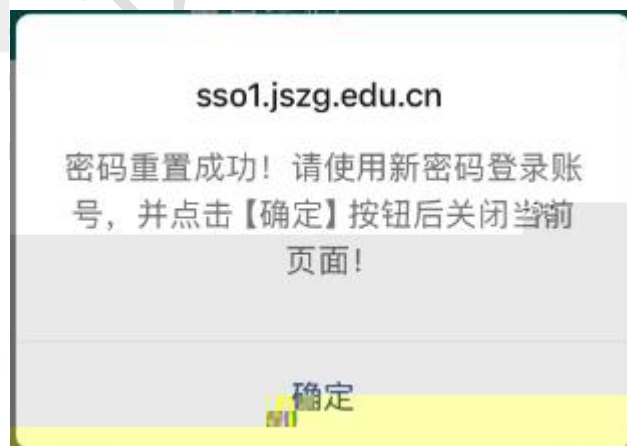 sso1.jszg.edu.cn
密码重置成功！请使用新密码登录账
号，并点击【确定】按钮后关闭当前
页面！
确定